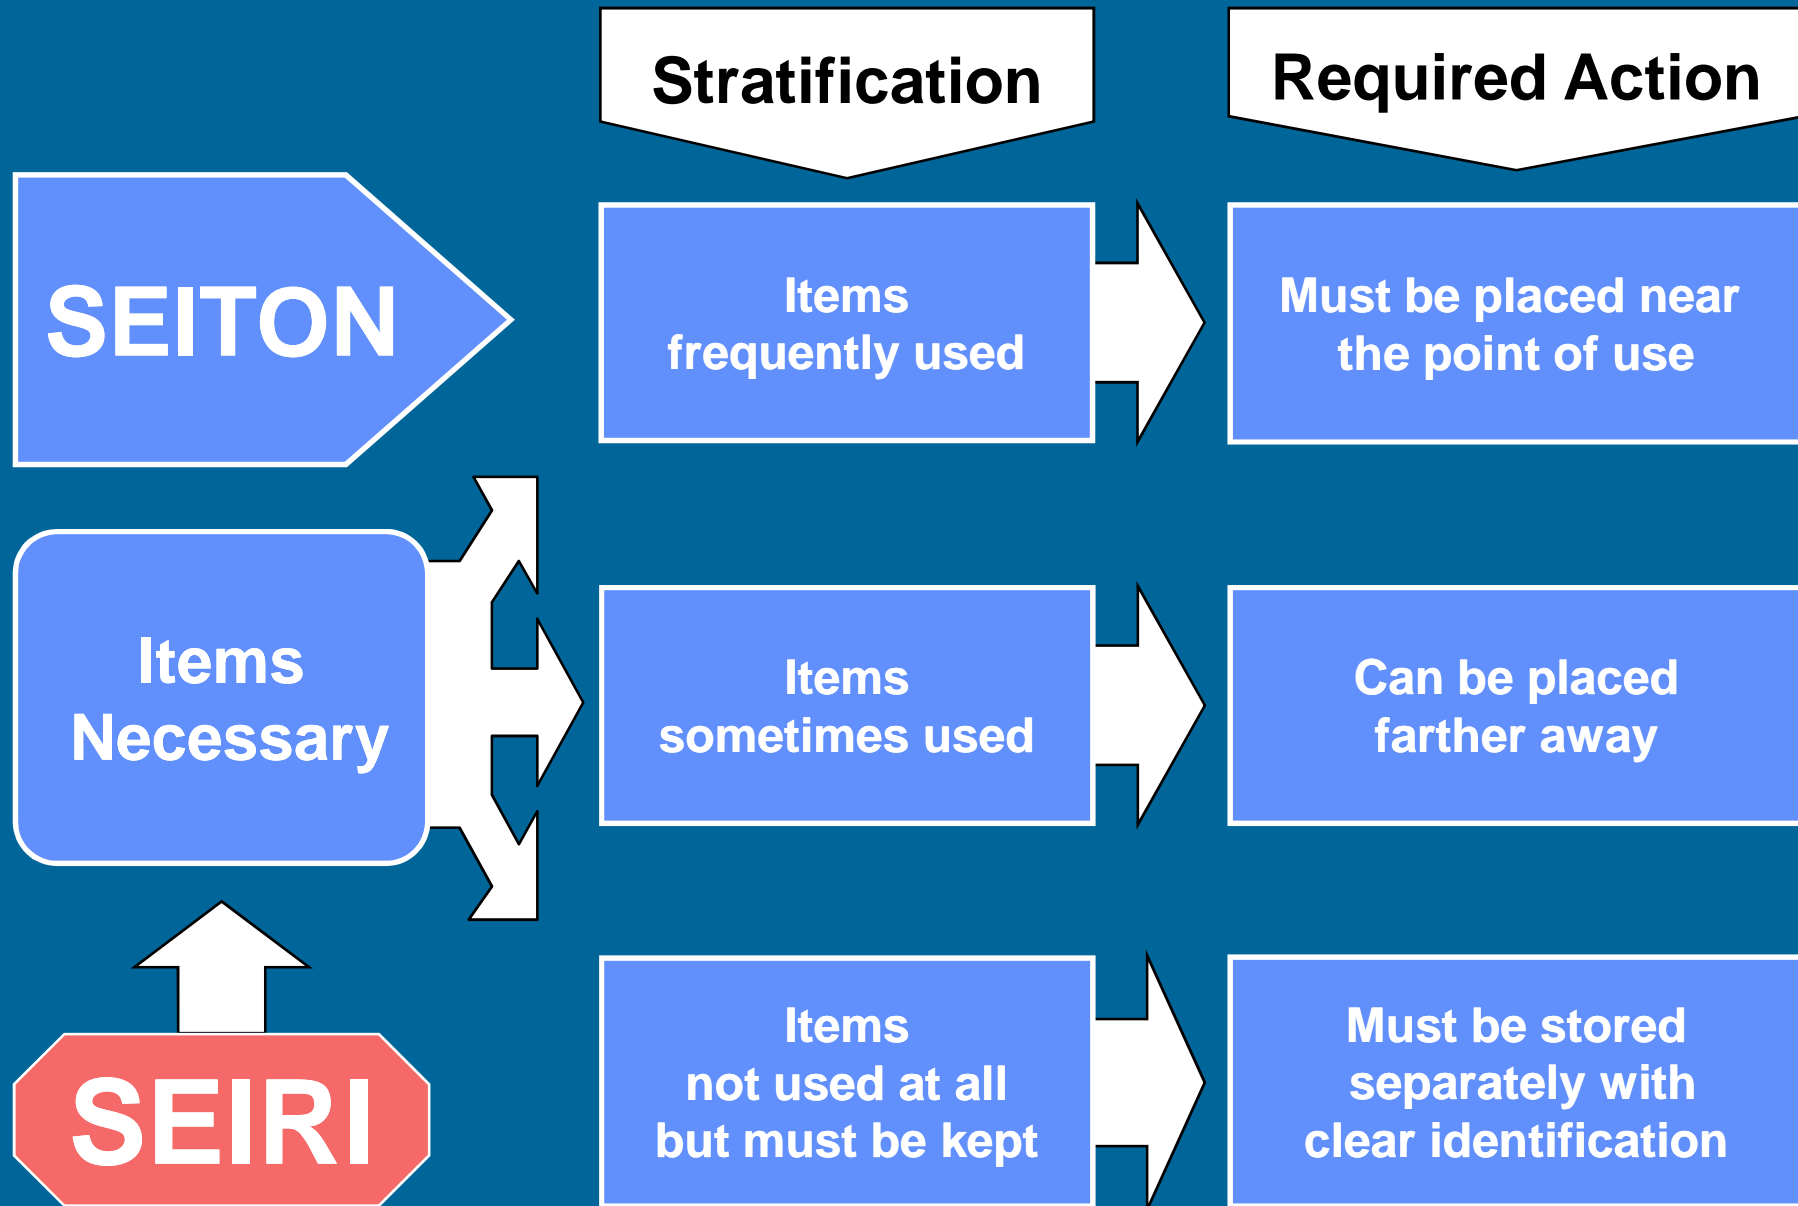 Stratification
Required Action
SEITON
Items
frequently used
Must be placed near
the point of use
Items
Necessary
Items
sometimes used
Can be placed
farther away
SEIRI
Items
not used at all
but must be kept
Must be stored
separately with
clear identification